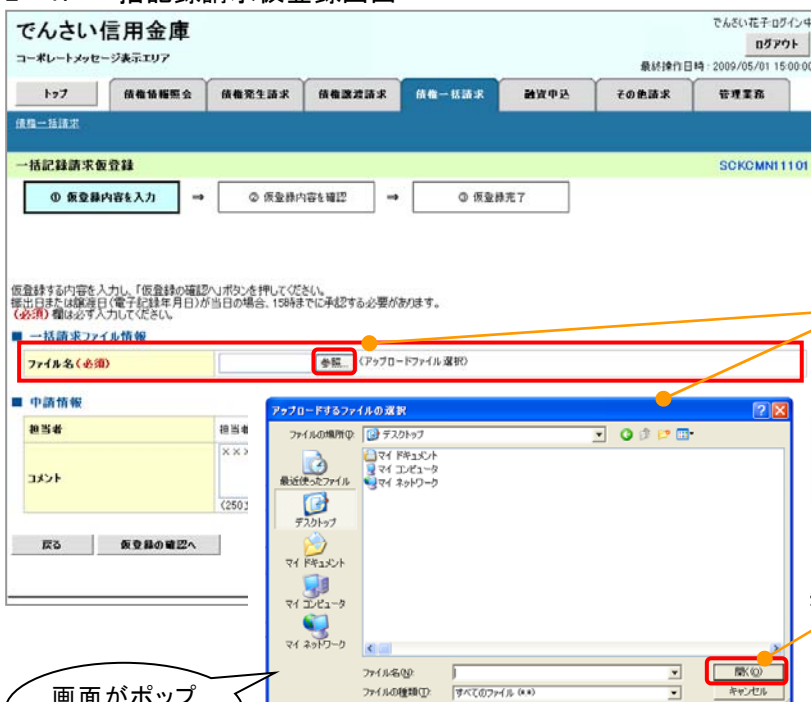 でんさい信用金庫
でんさい花子:ログイン中
コーポレートメッセージ表示エリア
ログアウト
最終操作日時:2009/05/01 15:00:00
トップ 債権情報照会 債権発生請求 債権譲渡請求 債権一括請求 融資申込 その他請求 管理業務
債権一括請求
一括記録請求仮登録 SCKCMN11101
① 仮登録内容を入力 ⇒ ② 仮登録内容を確認 ⇒ ③ 仮登録完了
仮登録する内容を入力し、「仮登録の確認へ」ボタンを押してください。
振出日または譲渡日(電子記録年月日)が当日の場合、15時までに承認する必要があります。
(必須)欄は必ず入力してください。
■ 一括請求ファイル情報
ファイル名(必須) 参照... (アップロードファイル選択)
■ 申請情報
担当者
コメント
(250
戻る 仮登録の確認へ
アップロードするファイルの選択
ファイルの場所(I): デスクトップ
マイ ドキュメント
マイ コンピュータ
マイ ネットワーク
最近使ったファイル
デスクトップ
マイ ドキュメント
マイ コンピュータ
マイ ネットワーク
ファイル名(N): 開く(O)
ファイルの種類(T): すべてのファイル (*.*) キャンセル
画面がポップ